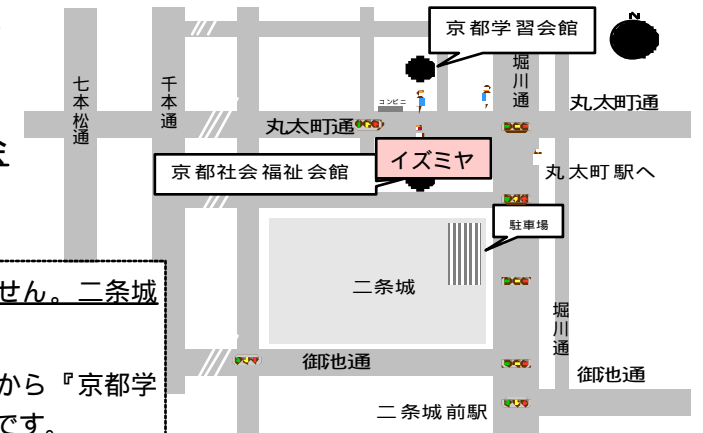 N
京都学習会館
堀川通
七本松通
千本通
コンビニ
丸太町通
丸太町通
会
イズミヤ
京都社会福祉会館
丸太町駅へ
駐車場
せん。二条城
二条城
堀川通
から『京都学
御池通
御池通
です。
二条城前駅